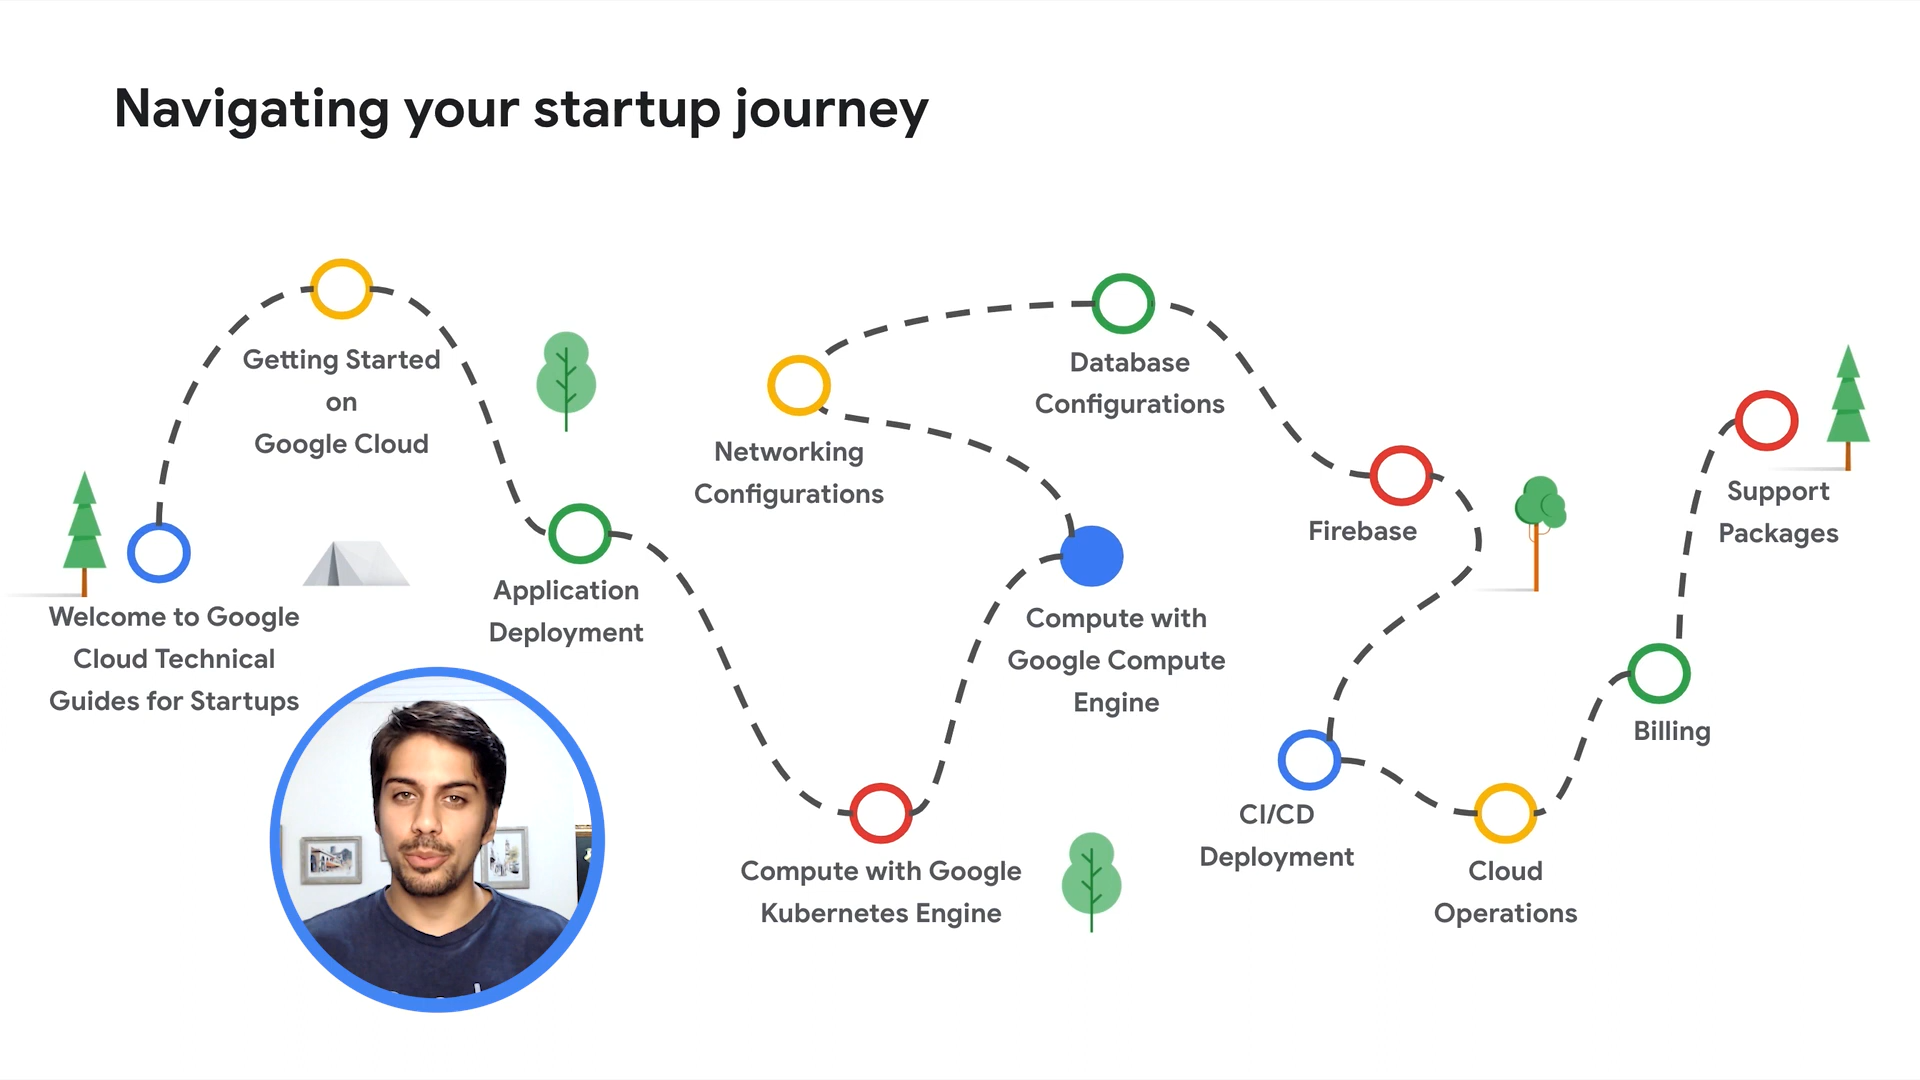 Navigating your startup journey
Getting Started
on
Google Cloud
Welcome to Google
Cloud Technical
Guides for Startups
Application
Deployment
Compute with Google
Kubernetes Engine
Compute with
Google Compute
Engine
Networking
Configurations
Database
Configurations
Firebase
CI/CD
Deployment
Cloud
Operations
Billing
Support
Packages